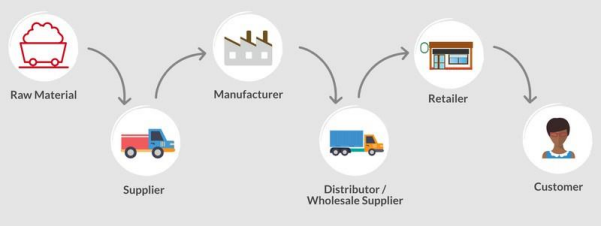 Raw Material
Supplier
Manufacturer
Distributor /
Wholesale Supplier
Retailer
Customer